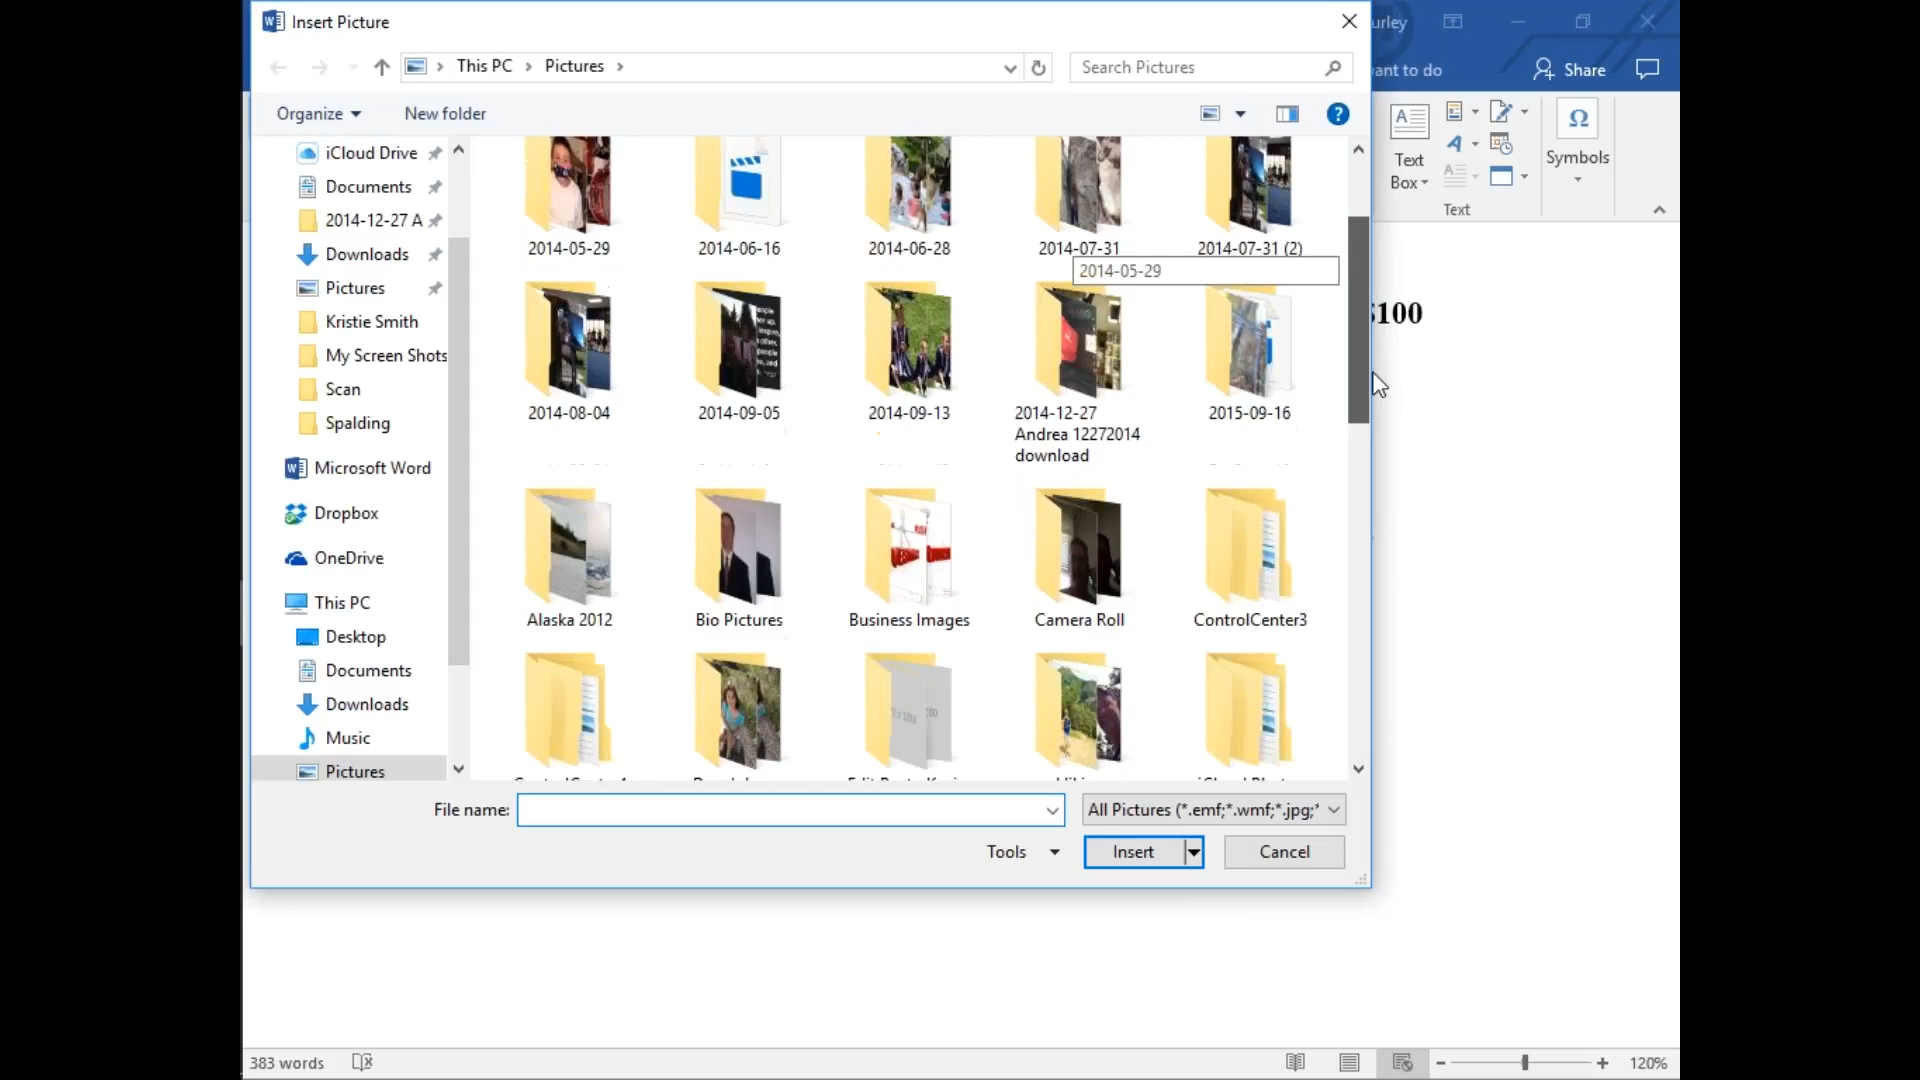 Insert Picture
urley
This PC
Pictures
Search Pictures
want to do
Share
Organize
New folder
Text
Box
Symbols
Text
iCloud Drive
Documents
2014-12-27 A
Downloads
Pictures
Kristie Smith
My Screen Shots
Scan
Spalding
Microsoft Word
Dropbox
OneDrive
This PC
Desktop
Documents
Downloads
Music
Pictures
2014-05-29
2014-06-16
2014-06-28
2014-07-31
2014-07-31 (2)
2014-05-29
2014-08-04
2014-09-05
2014-09-13
2014-12-27
Andrea 12272014
download
2015-09-16
$100
Alaska 2012
Bio Pictures
Business Images
Camera Roll
ControlCenter3
File name:
All Pictures (*.emf;*.wmf;*.jpg;*
Tools
Insert
Cancel
383 words
120%